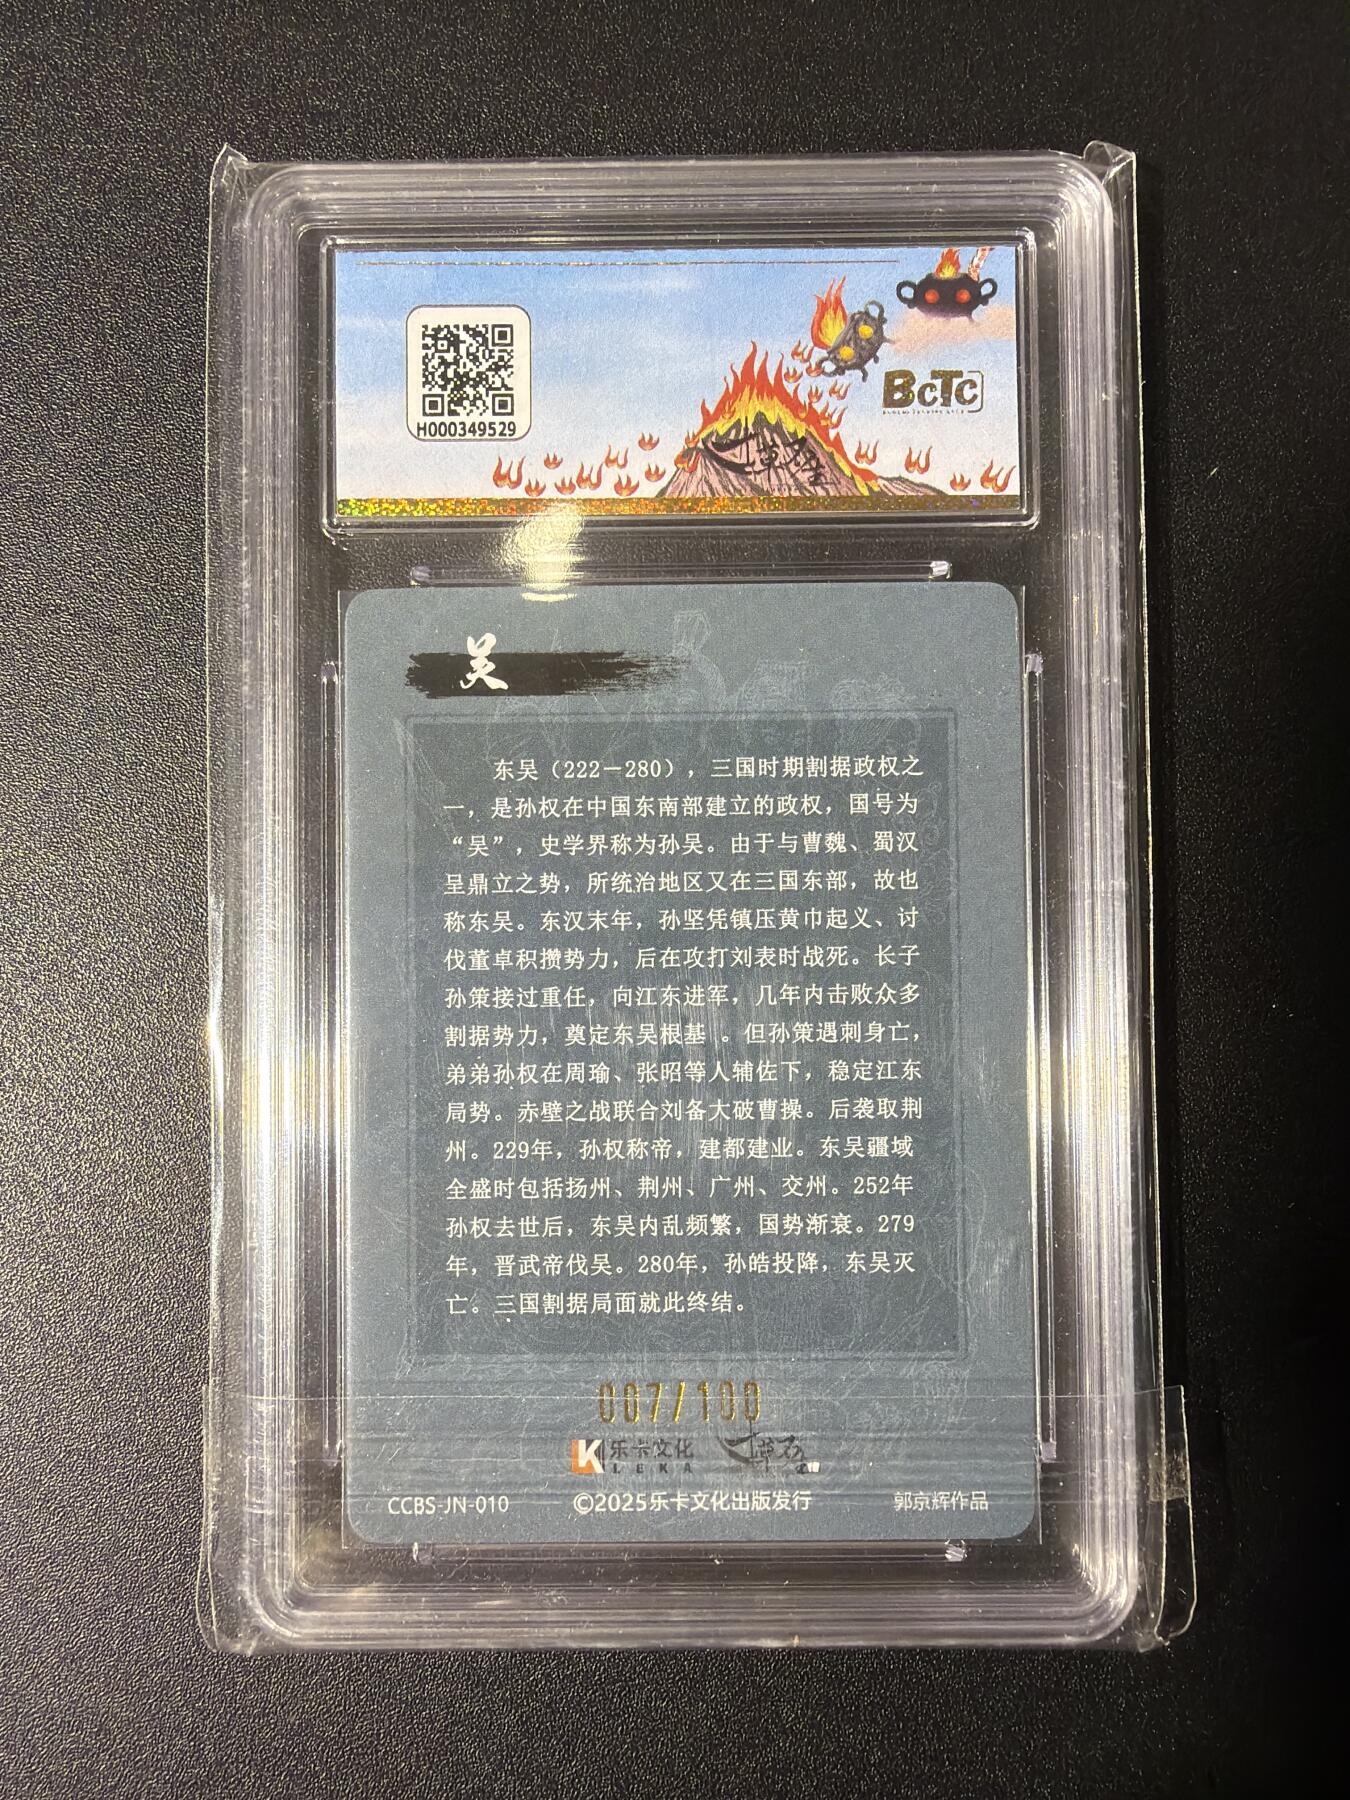 H000349529
BcTc
吴
东吴（222－280），三国时期割据政权之
一，是孙权在中国东南部建立的政权，国号为
“吴”，史学界称为孙吴。由于与曹魏、蜀汉
呈鼎立之势，所统治地区又在三国东部，故也
称东吴。东汉末年，孙坚凭镇压黄巾起义、讨
伐董卓积攒势力，后在攻打刘表时战死。长子
孙策接过重任，向江东进军，几年内击败众多
割据势力，奠定东吴根基 。但孙策遇刺身亡，
弟弟孙权在周瑜、张昭等人辅佐下，稳定江东
局势。赤壁之战联合刘备大破曹操。后袭取荆
州。229年，孙权称帝，建都建业。东吴疆域
全盛时包括扬州、荆州、广州、交州。252年
孙权去世后，东吴内乱频繁，国势渐衰。279
年，晋武帝伐吴。280年，孙皓投降，东吴灭
亡。三国割据局面就此终结。
007/100
K 乐卡文化
LEKA
CCBS-JN-010 ©2025乐卡文化出版发行 郭京辉作品